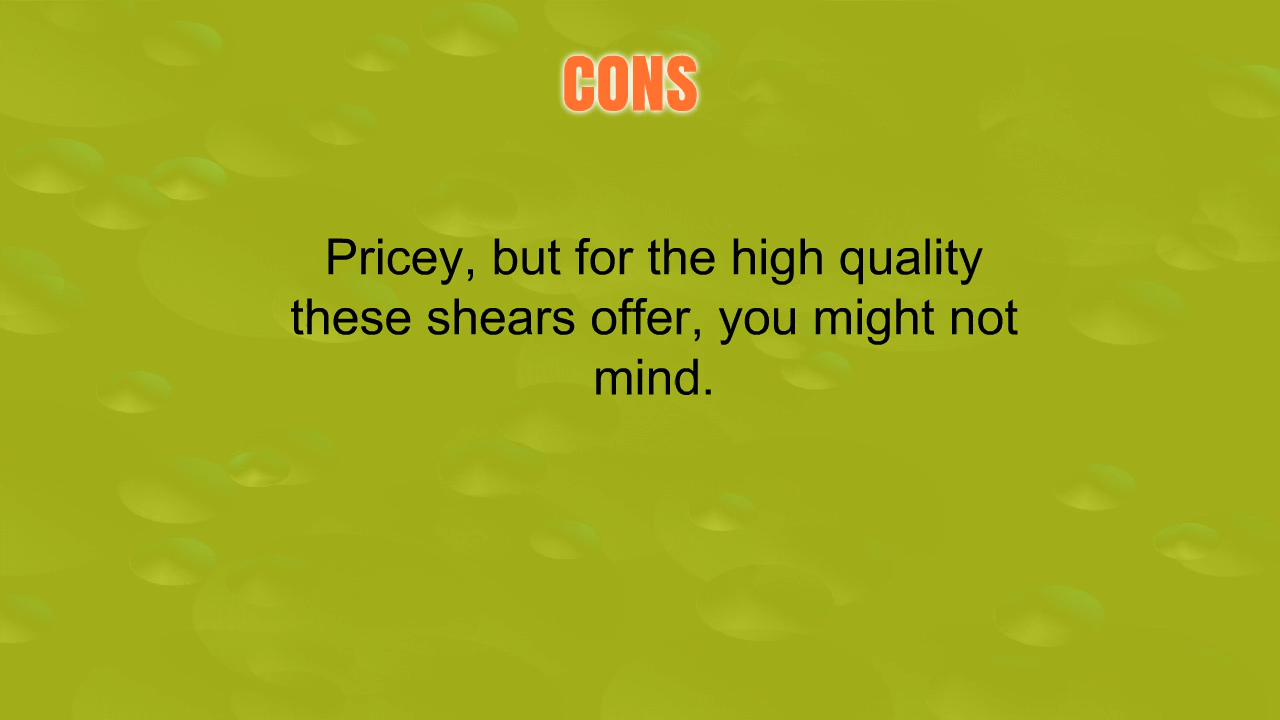 CONS
Pricey, but for the high quality
these shears offer, you might not
mind.